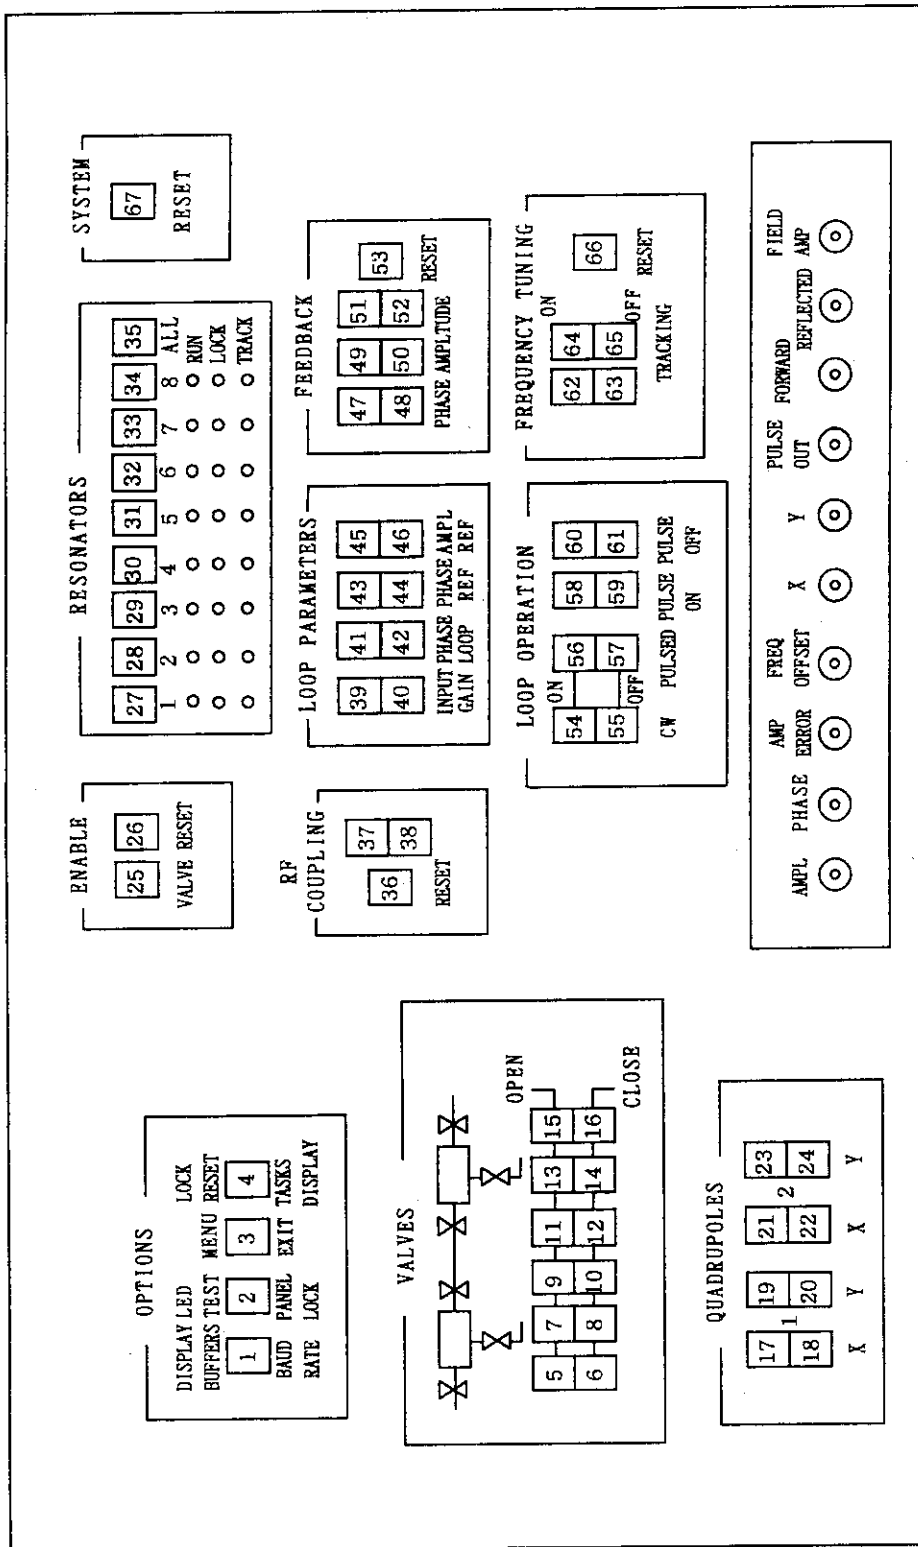 OPTIONS
DISPLAY LED LOCK
BUFFERS TEST MENU RESET
1 2 3 4
BAUD PANEL EXIT TASKS
RATE LOCK DISPLAY
VALVES
OPEN
5 7 9 11 13 15
6 8 10 12 14 16
CLOSE
QUADRUPOLES
17 19 21 23
1 2
18 20 22 24
X Y X Y
ENABLE
25 26
VALVE RESET
RESONATORS
27 28 29 30 31 32 33 34 35
1 2 3 4 5 6 7 8 ALL
RUN
LOCK
TRACK
SYSTEM
67
RESET
RF
COUPLING
37
36
38
RESET
LOOP PARAMETERS
39 41 43 45
40 42 44 46
INPUT PHASE PHASE AMPL
GAIN LOOP REF REF
FEEDBACK
47 49 51
53
48 50 52
PHASE AMPLTUDE RESET
LOOP OPERATION
ON
54 56 58 60
55 57 59 61
OFF
CW PULSED PULSE PULSE
ON OFF
FREQUENCY TUNING
ON
62 64
66
63 65
OFF
TRACKING RESET
AMP FREQ PULSE FIELD
AMPL PHASE ERROR OFFSET X Y OUT FORWARD REFLECTED AMP